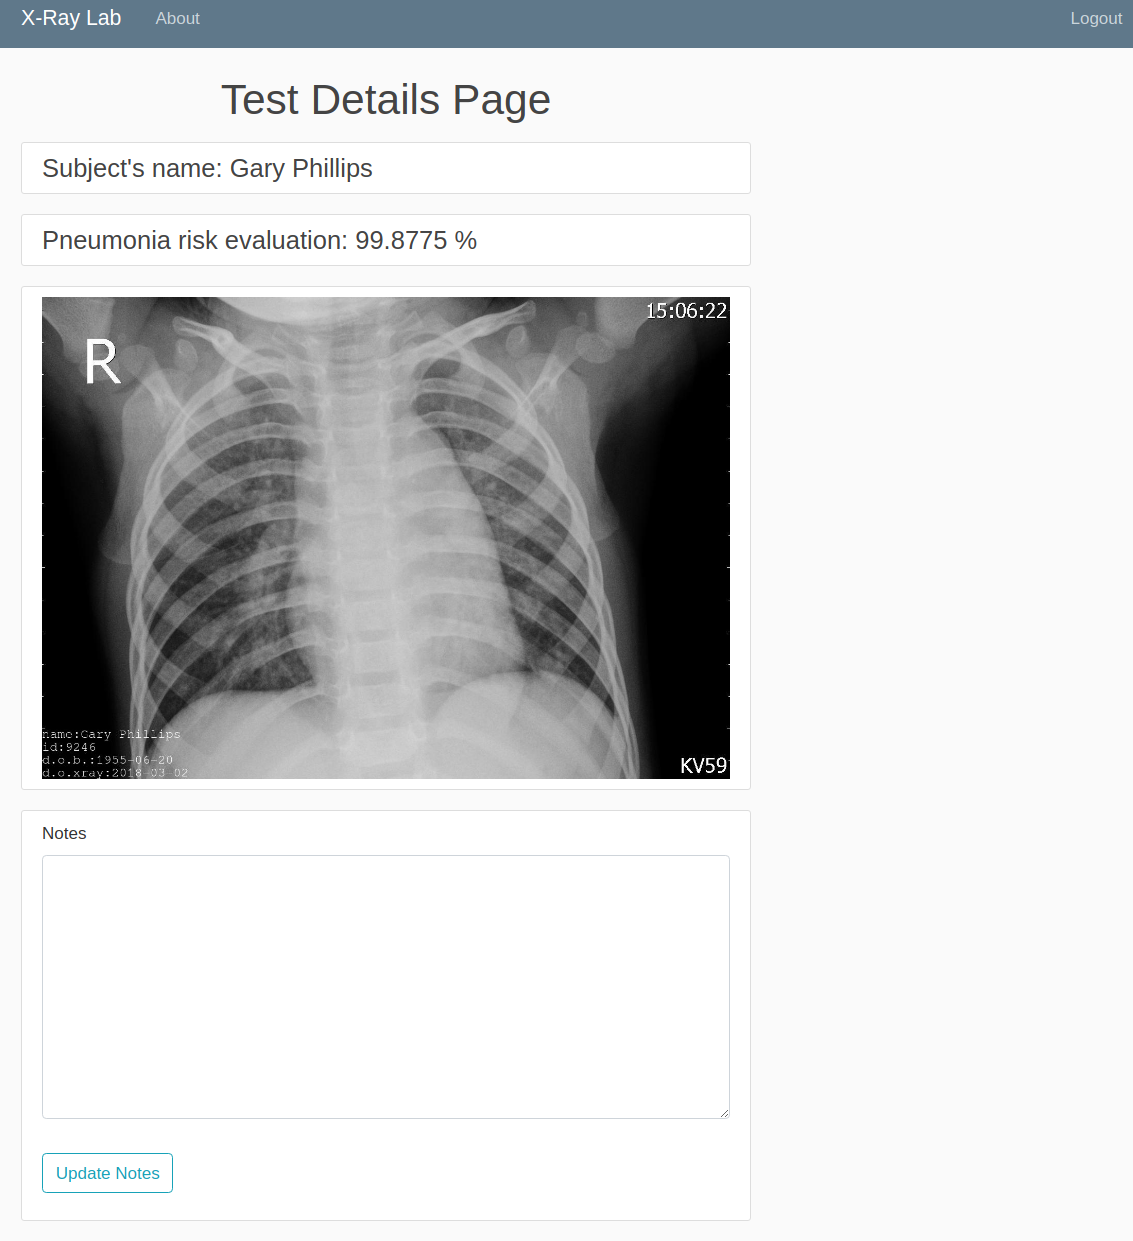 X-Ray Lab About Logout
Test Details Page
Subject's name: Gary Phillips
Pneumonia risk evaluation: 99.8775 %
15:06:22
R
name:Gary Phillips
id:9246
d.o.b.:1955-06-20
d.o.xray:2018-03-02
KV59
Notes
Update Notes